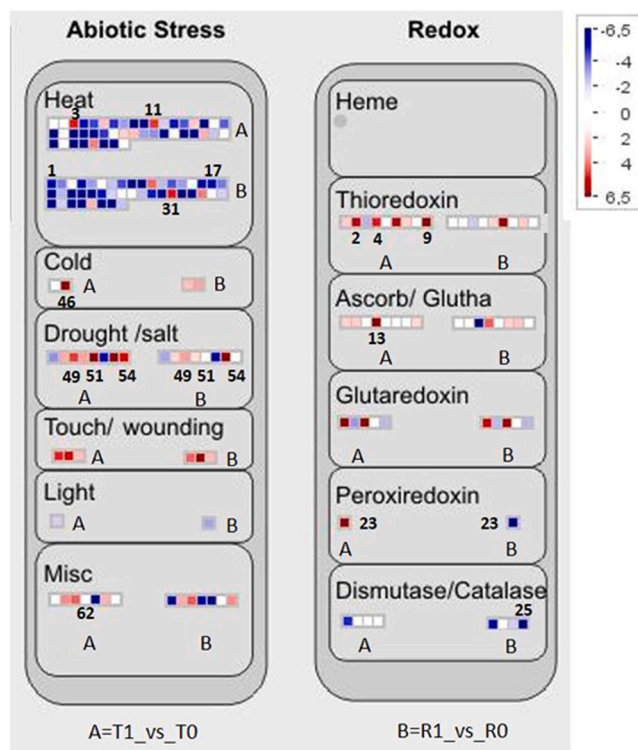 Abiotic Stress
Heat
3 11
A
1 17
B
31
Cold
A B
46
Drought /salt
49 51 54 49 51 54
A B
Touch/ wounding
A B
Light
A B
Misc
62
A B
A=T1_vs_T0
Redox
Heme
Thioredoxin
2 4 9
A B
Ascorb/ Glutha
13
A B
Glutaredoxin
A B
Peroxiredoxin
23 23
A B
Dismutase/Catalase
25
A B
B=R1_vs_R0
-6,5
-4
-2
0
2
4
6,5